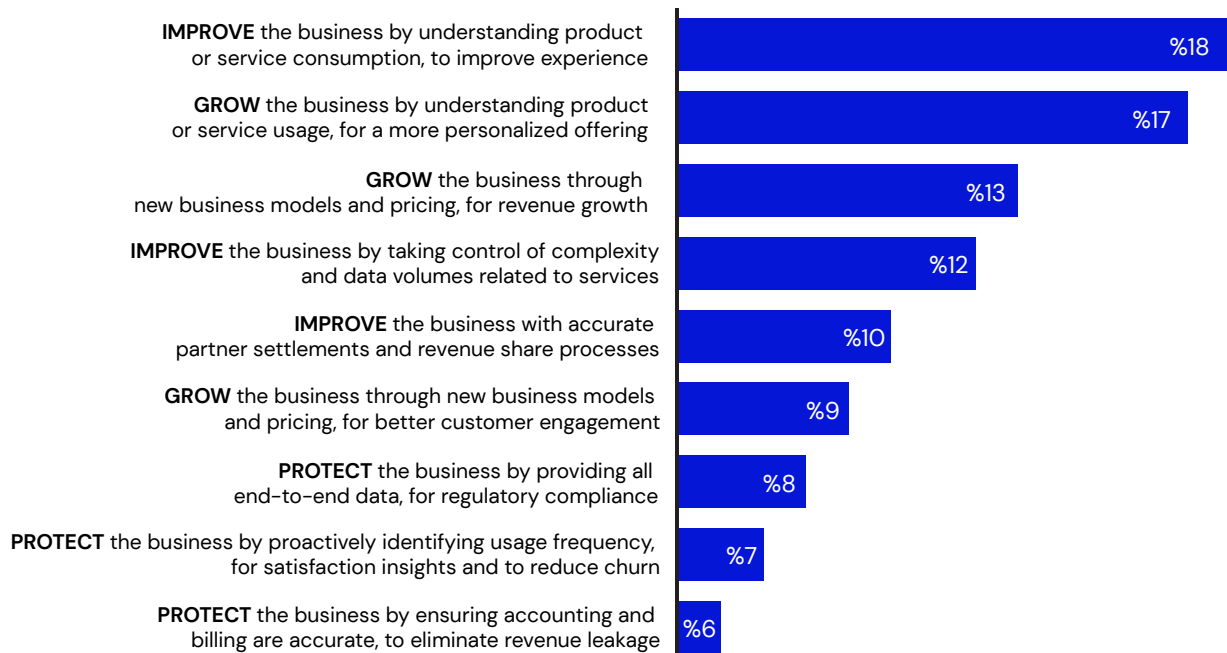 IMPROVE the business by understanding product
or service consumption, to improve experience
%18
GROW the business by understanding product
or service usage, for a more personalized offering
%17
GROW the business through
new business models and pricing, for revenue growth
%13
IMPROVE the business by taking control of complexity
and data volumes related to services
%12
IMPROVE the business with accurate
partner settlements and revenue share processes
%10
GROW the business through new business models
and pricing, for better customer engagement
%9
PROTECT the business by providing all
end-to-end data, for regulatory compliance
%8
PROTECT the business by proactively identifying usage frequency,
for satisfaction insights and to reduce churn
%7
PROTECT the business by ensuring accounting and
billing are accurate, to eliminate revenue leakage
%6